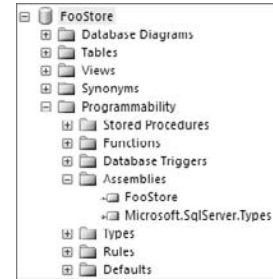 FooStore
Database Diagrams
Tables
Views
Synonyms
Programmability
Stored Procedures
Functions
Database Triggers
Assemblies
FooStore
Microsoft.SqlServer.Types
Types
Rules
Defaults